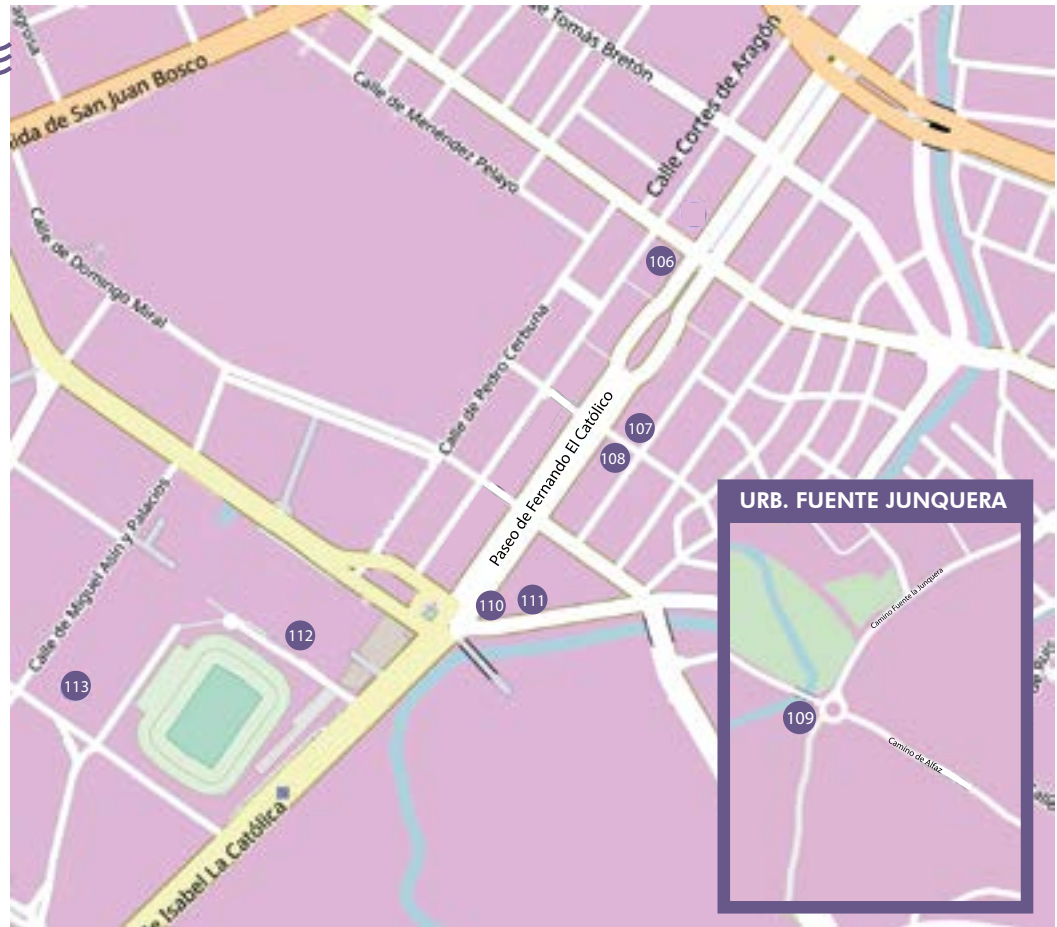 agrosa
de Tomás Bretón
Calle Cortes de Aragón
ida de San Juan Bosco
Calle de Menéndez Pelayo
Calle de Domingo Miral
106
Calle de Pedro Cerbuna
Paseo de Fernando El Católico
107
108
URB. FUENTE JUNQUERA
Calle de Miguel Asín y Palacios
110
111
Camino Fuente la Junquera
112
113
109
Camino de Alfaz
e Isabel La Católica